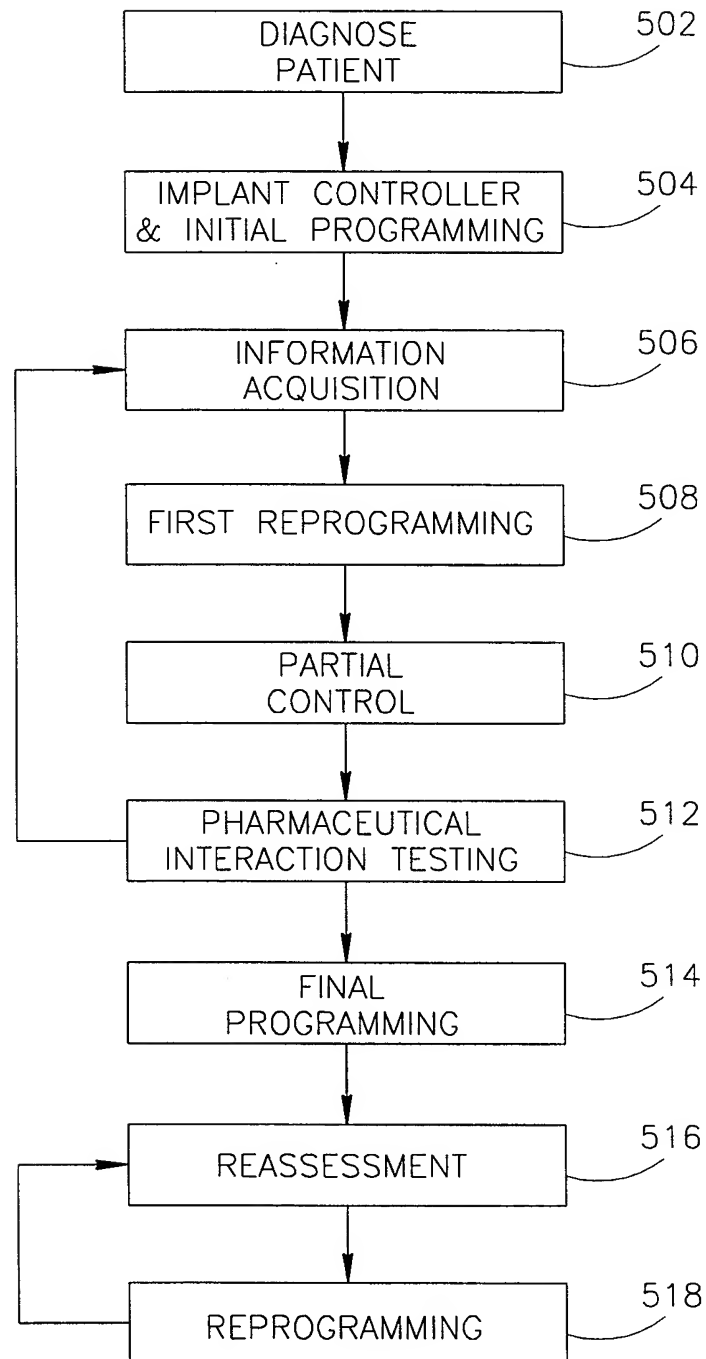 DIAGNOSE
PATIENT
502
IMPLANT CONTROLLER
& INITIAL PROGRAMMING
504
INFORMATION
ACQUISITION
506
FIRST REPROGRAMMING
508
PARTIAL
CONTROL
510
PHARMACEUTICAL
INTERACTION TESTING
512
FINAL
PROGRAMMING
514
REASSESSMENT
516
REPROGRAMMING
518